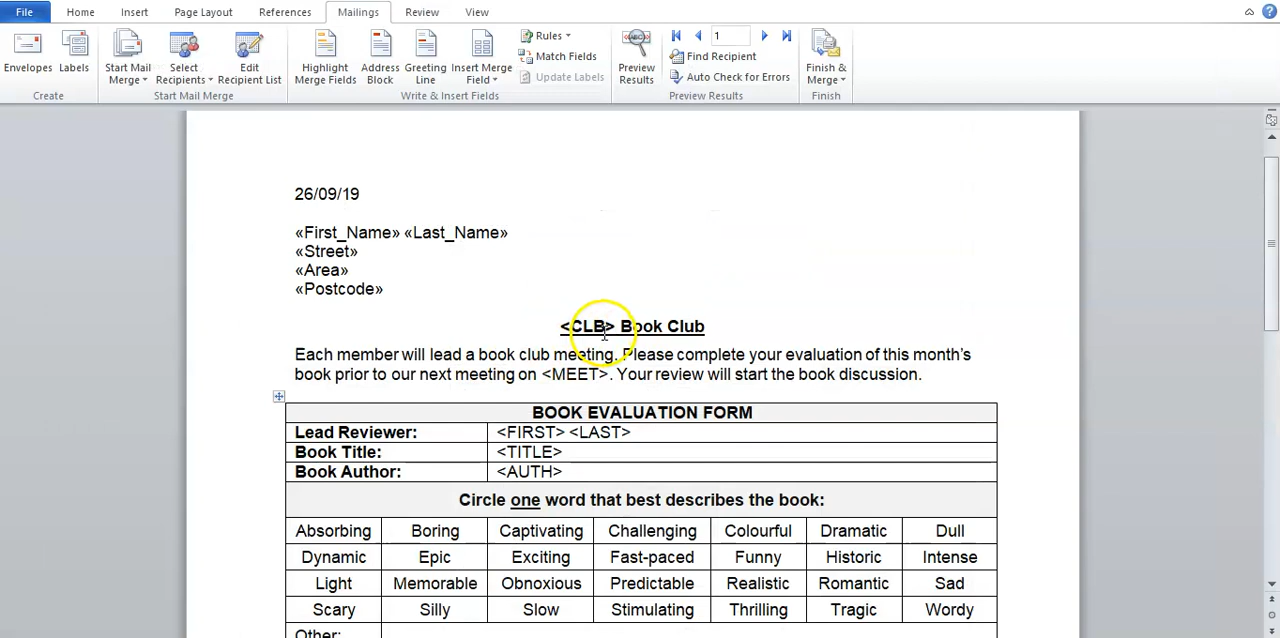 File Home Insert Page Layout References Mailings Review View
Envelopes Labels Start Mail Merge Select Recipients Edit Recipient List Highlight Merge Fields Address Block Greeting Line Insert Merge Field Rules Match Fields Update Labels Preview Results 1 Find Recipient Auto Check for Errors Finish & Merge
Create Start Mail Merge Write & Insert Fields Preview Results Finish
26/09/19
«First_Name» «Last_Name»
«Street»
«Area»
«Postcode»
<CLB> Book Club
Each member will lead a book club meeting. Please complete your evaluation of this month's
book prior to our next meeting on <MEET>. Your review will start the book discussion.
BOOK EVALUATION FORM
Lead Reviewer: <FIRST> <LAST>
Book Title: <TITLE>
Book Author: <AUTH>
Circle one word that best describes the book:
Absorbing Boring Captivating Challenging Colourful Dramatic Dull
Dynamic Epic Exciting Fast-paced Funny Historic Intense
Light Memorable Obnoxious Predictable Realistic Romantic Sad
Scary Silly Slow Stimulating Thrilling Tragic Wordy
Other: